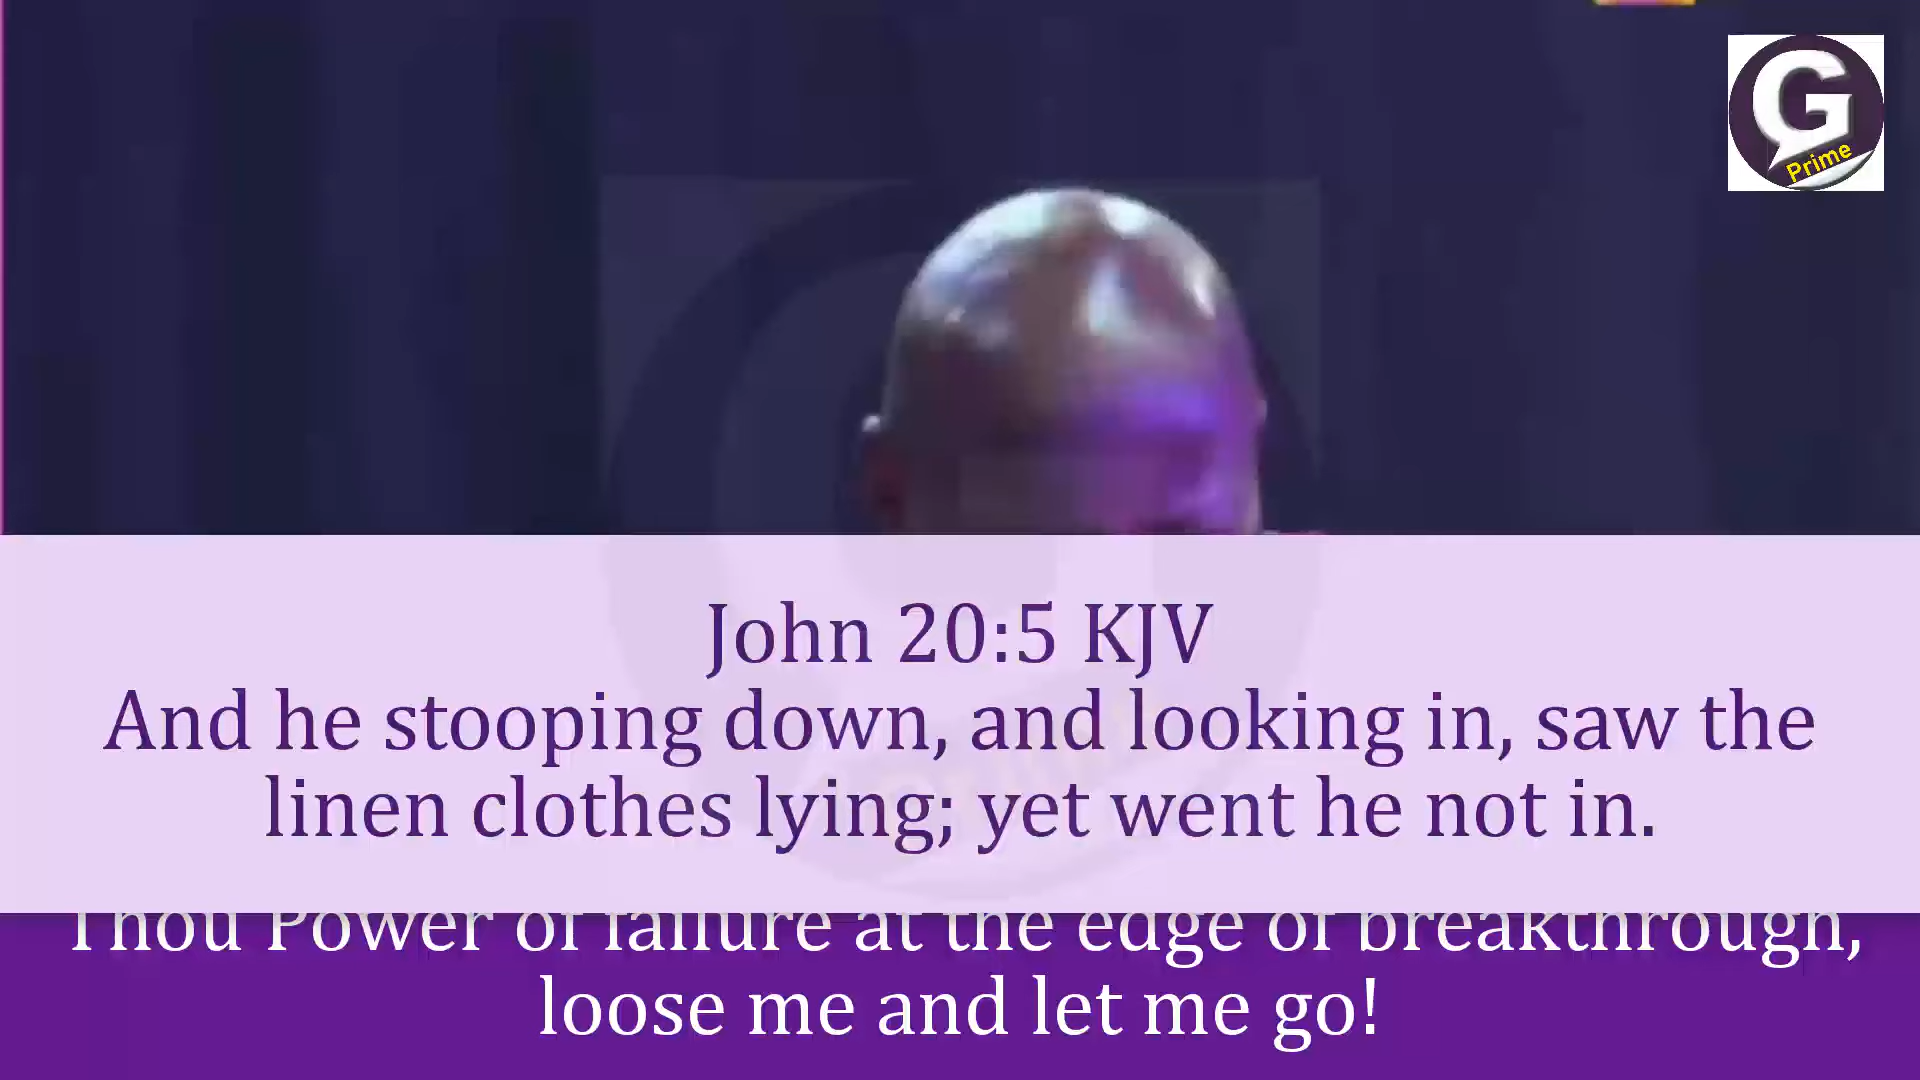 G
Prime
John 20:5 KJV
And he stooping down, and looking in, saw the
linen clothes lying; yet went he not in.
Thou Power of failure at the edge of breakthrough,
loose me and let me go!